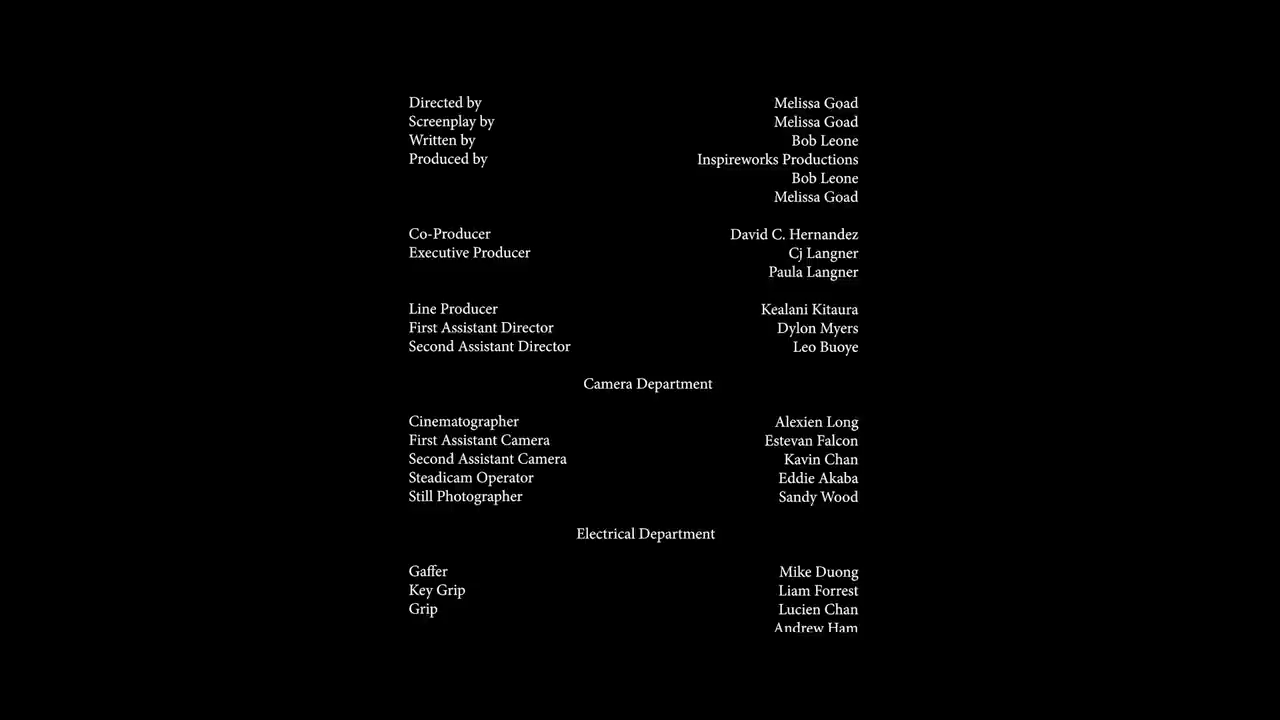 Directed by Melissa Goad
Screenplay by Melissa Goad
Written by Bob Leone
Produced by Inspireworks Productions
Bob Leone
Melissa Goad
Co-Producer David C. Hernandez
Executive Producer Cj Langner
Paula Langner
Line Producer Kealani Kitaura
First Assistant Director Dylon Myers
Second Assistant Director Leo Buoye
Camera Department
Cinematographer Alexien Long
First Assistant Camera Estevan Falcon
Second Assistant Camera Kavin Chan
Steadicam Operator Eddie Akaba
Still Photographer Sandy Wood
Electrical Department
Gaffer Mike Duong
Key Grip Liam Forrest
Grip Lucien Chan
Andrew Ham